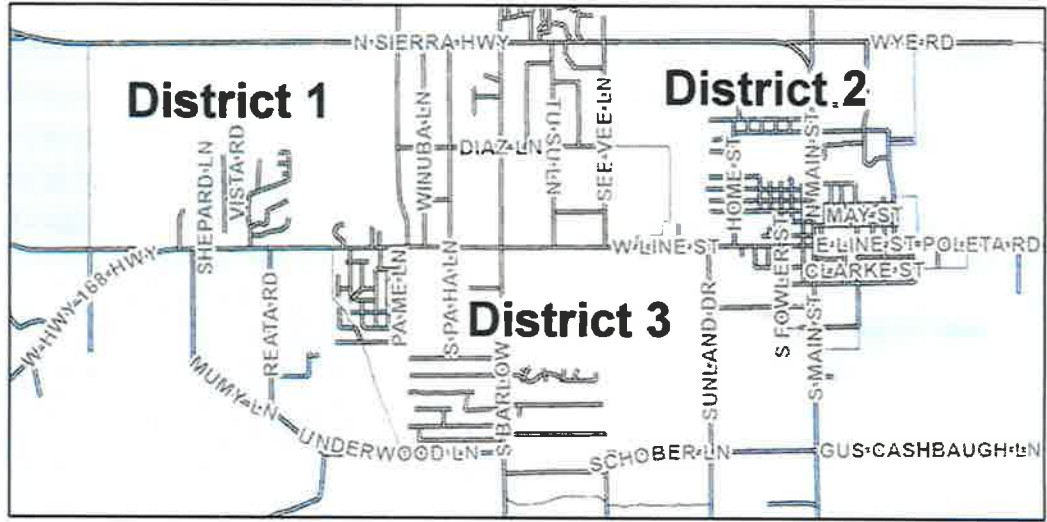 N SIERRA HWY
WYE RD
District 1
District 2
SHEPARD LN
VISTA RD
WINUBA LN
DIAZ LN
TU SU LN
SEE VEE LN
HOME ST
N MAIN ST
MAY ST
W LINE ST
E LINE ST
POLETA RD
CLARKE ST
W HWY 168 HWY
REATA RD
PA ME LN
S PA HA LN
District 3
SUNLAND DR
S FOWLER ST
S MAIN ST
MUMY LN
UNDERWOOD LN
S BARLOW
SCHOBER LN
GUS CASHBAUGH LN